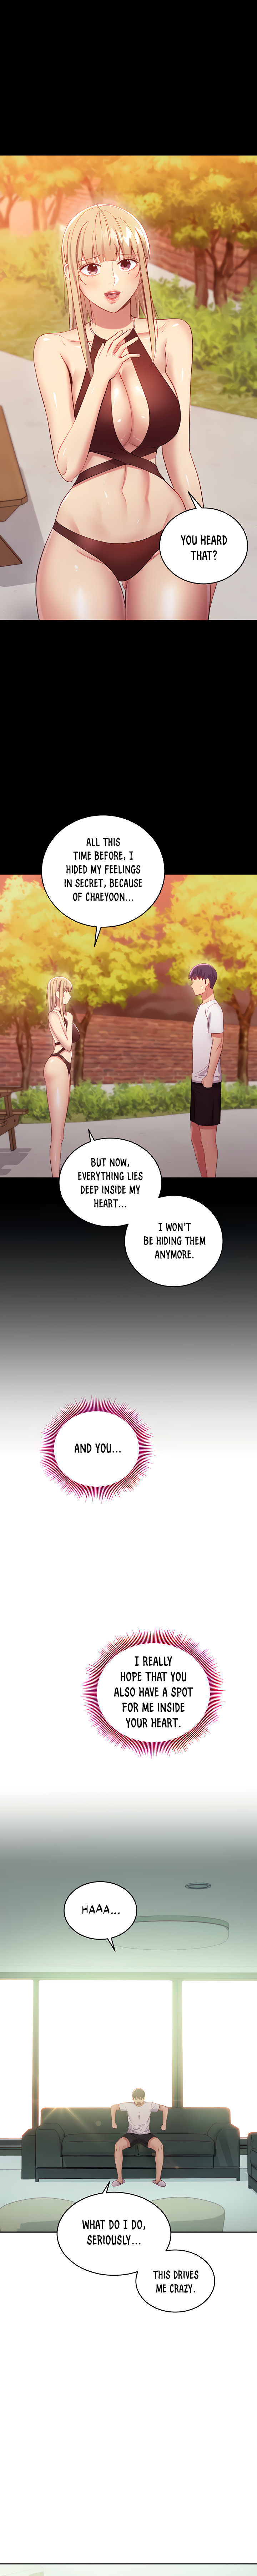 YOU HEARD
THAT?
ALL THIS
TIME BEFORE, I
HIDED MY FEELINGS
IN SECRET, BECAUSE
OF CHAEYOON...
BUT NOW,
EVERYTHING LIES
DEEP INSIDE MY
HEART...
I WON'T
BE HIDING THEM
ANYMORE.
AND YOU...
I REALLY
HOPE THAT YOU
ALSO HAVE A SPOT
FOR ME INSIDE
YOUR HEART.
HAAA...
WHAT DO I DO,
SERIOUSLY...
THIS DRIVES
ME CRAZY.